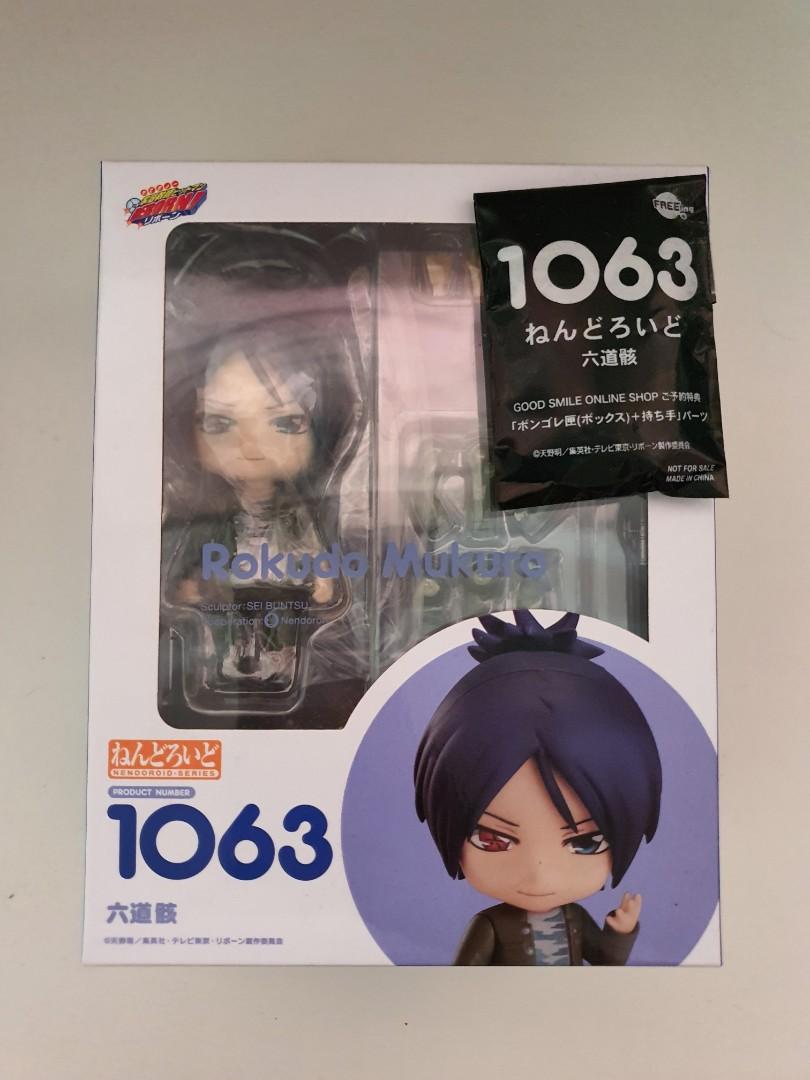 REBORN!
リボーン
FREEing
1063
ねんどろいど
六道骸
GOOD SMILE ONLINE SHOP ご予約特典
「ボンゴレ匣(ボックス)+持ち手」パーツ
©天野明/集英社・テレビ東京・リボーン製作委員会
NOT FOR SALE
MADE IN CHINA
Rokudo Mukuro
Sculptor:SEI BUNTSU
Cooperation: Nendoron
ねんどろいど
NENDOROID・SERIES
PRODUCT NUMBER
1063
六道骸
©天野明/集英社・テレビ東京・リボーン製作委員会